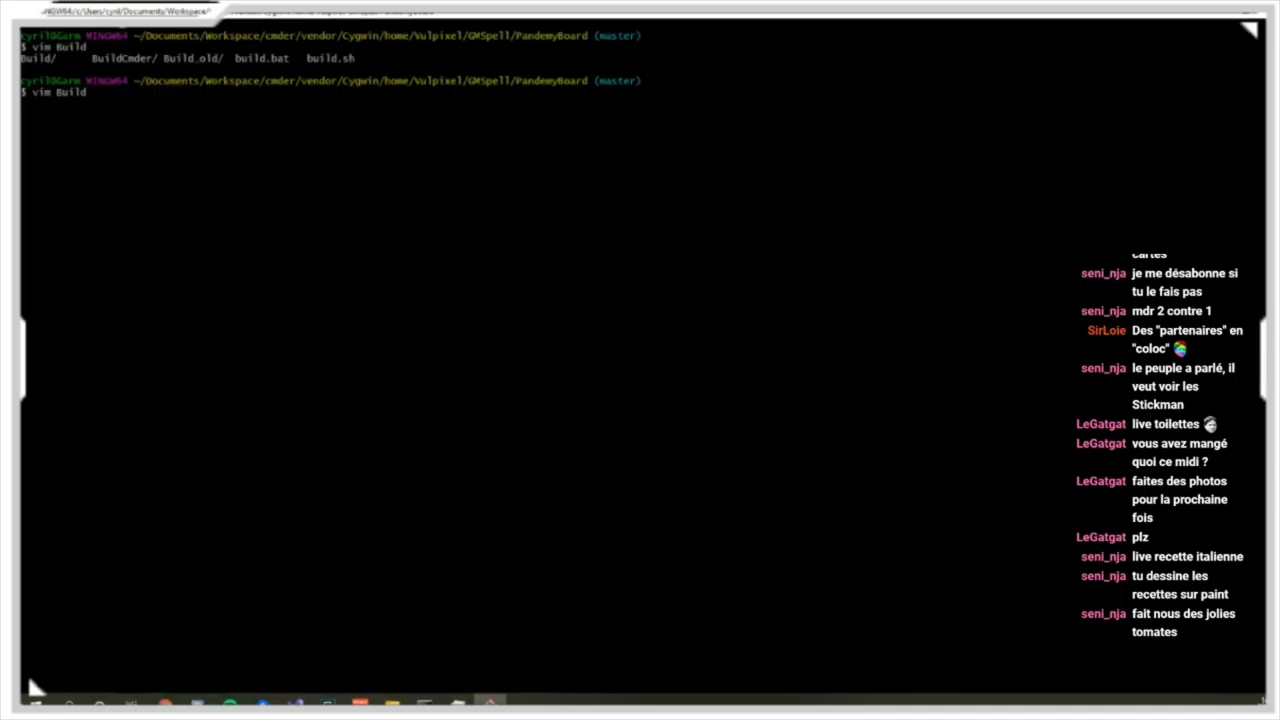 NGW64:/c/Users/cyril/Documents/Workspace/
cyril@Garm MINGW64 ~/Documents/Workspace/cmder/vendor/Cygwin/home/Vulpixel/GMSpell/PandemyBoard (master)
$ vim Build
Build/ BuildCmder/ Build_old/ build.bat build.sh
cyril@Garm MINGW64 ~/Documents/Workspace/cmder/vendor/Cygwin/home/Vulpixel/GMSpell/PandemyBoard (master)
$ vim Build
cartes
seni_nja je me désabonne si
tu le fais pas
seni_nja mdr 2 contre 1
SirLoie Des "partenaires" en
"coloc"
seni_nja le peuple a parlé, il
veut voir les
Stickman
LeGatgat live toilettes
LeGatgat vous avez mangé
quoi ce midi ?
LeGatgat faites des photos
pour la prochaine
fois
LeGatgat plz
seni_nja live recette italienne
seni_nja tu dessine les
recettes sur paint
seni_nja fait nous des jolies
tomates